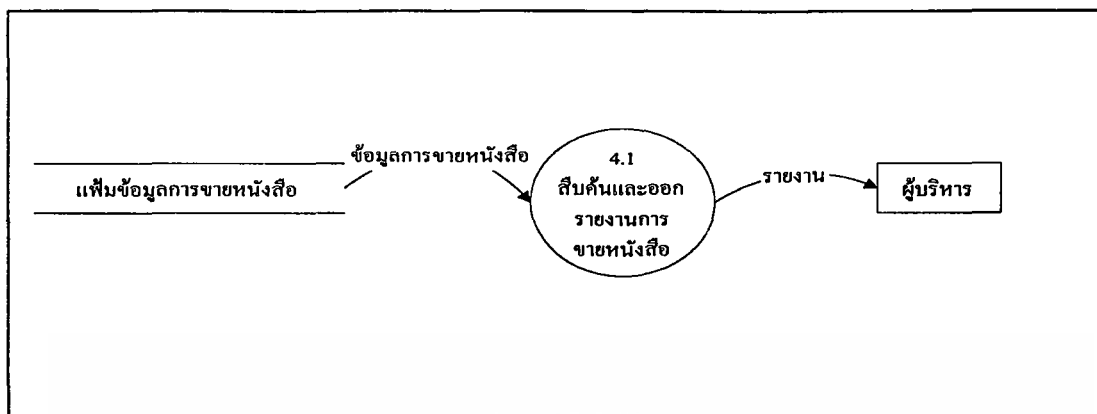 แฟ้มข้อมูลการขายหนังสือ
ข้อมูลการขายหนังสือ
4.1
สืบค้นและออก
รายงานการ
ขายหนังสือ
รายงาน
ผู้บริหาร